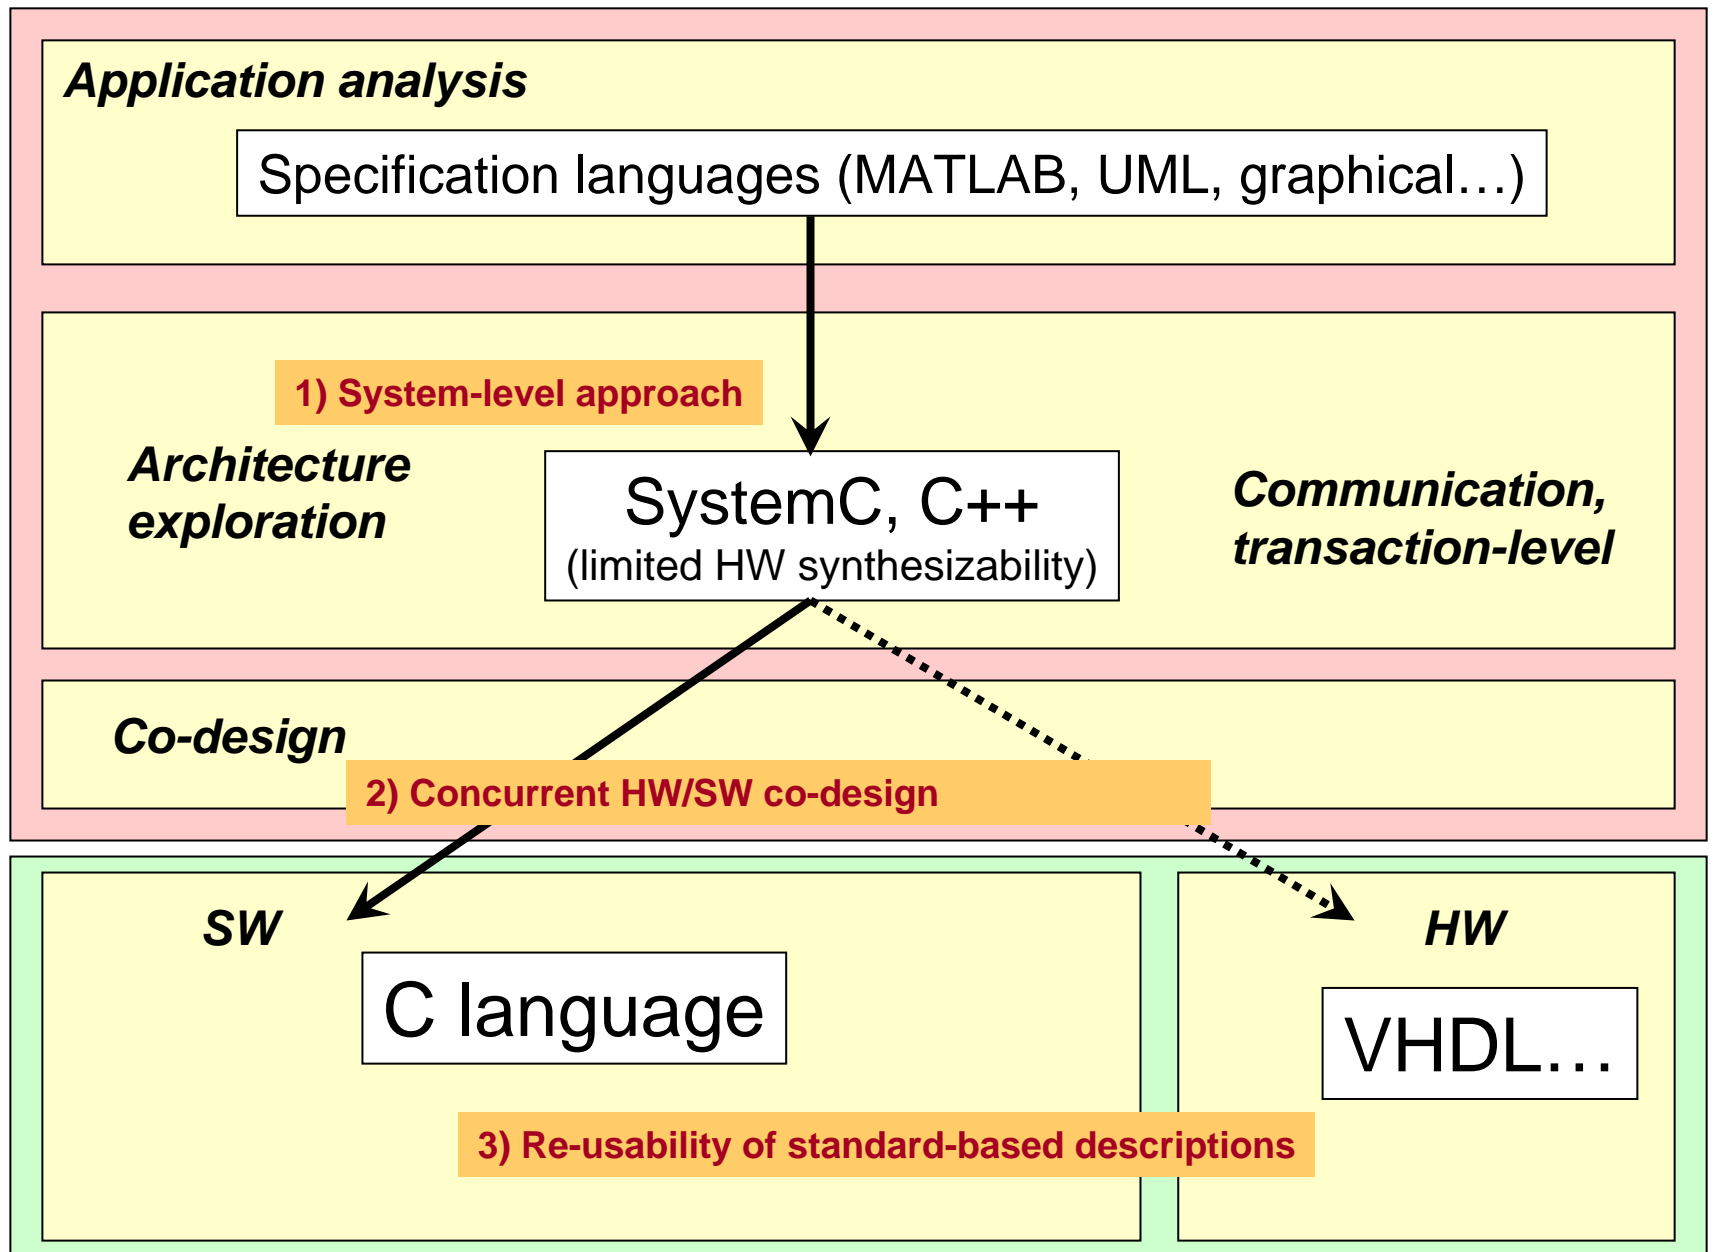 Application analysis
Specification languages (MATLAB, UML, graphical…)
1) System-level approach
Architecture
exploration
SystemC, C++
(limited HW synthesizability)
Communication,
transaction-level
Co-design
2) Concurrent HW/SW co-design
SW
C language
HW
VHDL…
3) Re-usability of standard-based descriptions